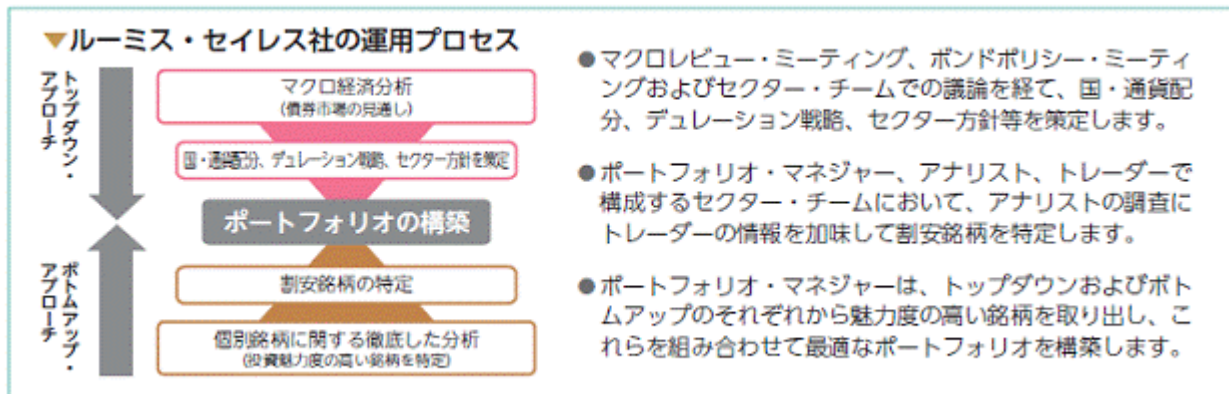 ▼ルーミス・セイレス社の運用プロセス
トップダウン・
アプローチ
マクロ経済分析
(債券市場の見通し)
国・通貨配分、デュレーション戦略、セクター方針を策定
ポートフォリオの構築
割安銘柄の特定
個別銘柄に関する徹底した分析
(投資魅力度の高い銘柄を特定)
ボトムアップ・
アプローチ
●マクロレビュー・ミーティング、ボンドポリシー・ミーティ
ングおよびセクター・チームでの議論を経て、国・通貨配
分、デュレーション戦略、セクター方針等を策定します。
●ポートフォリオ・マネジャー、アナリスト、トレーダーで
構成するセクター・チームにおいて、アナリストの調査に
トレーダーの情報を加味して割安銘柄を特定します。
●ポートフォリオ・マネジャーは、トップダウンおよびボト
ムアップのそれぞれから魅力度の高い銘柄を取り出し、こ
れらを組み合わせて最適なポートフォリオを構築します。